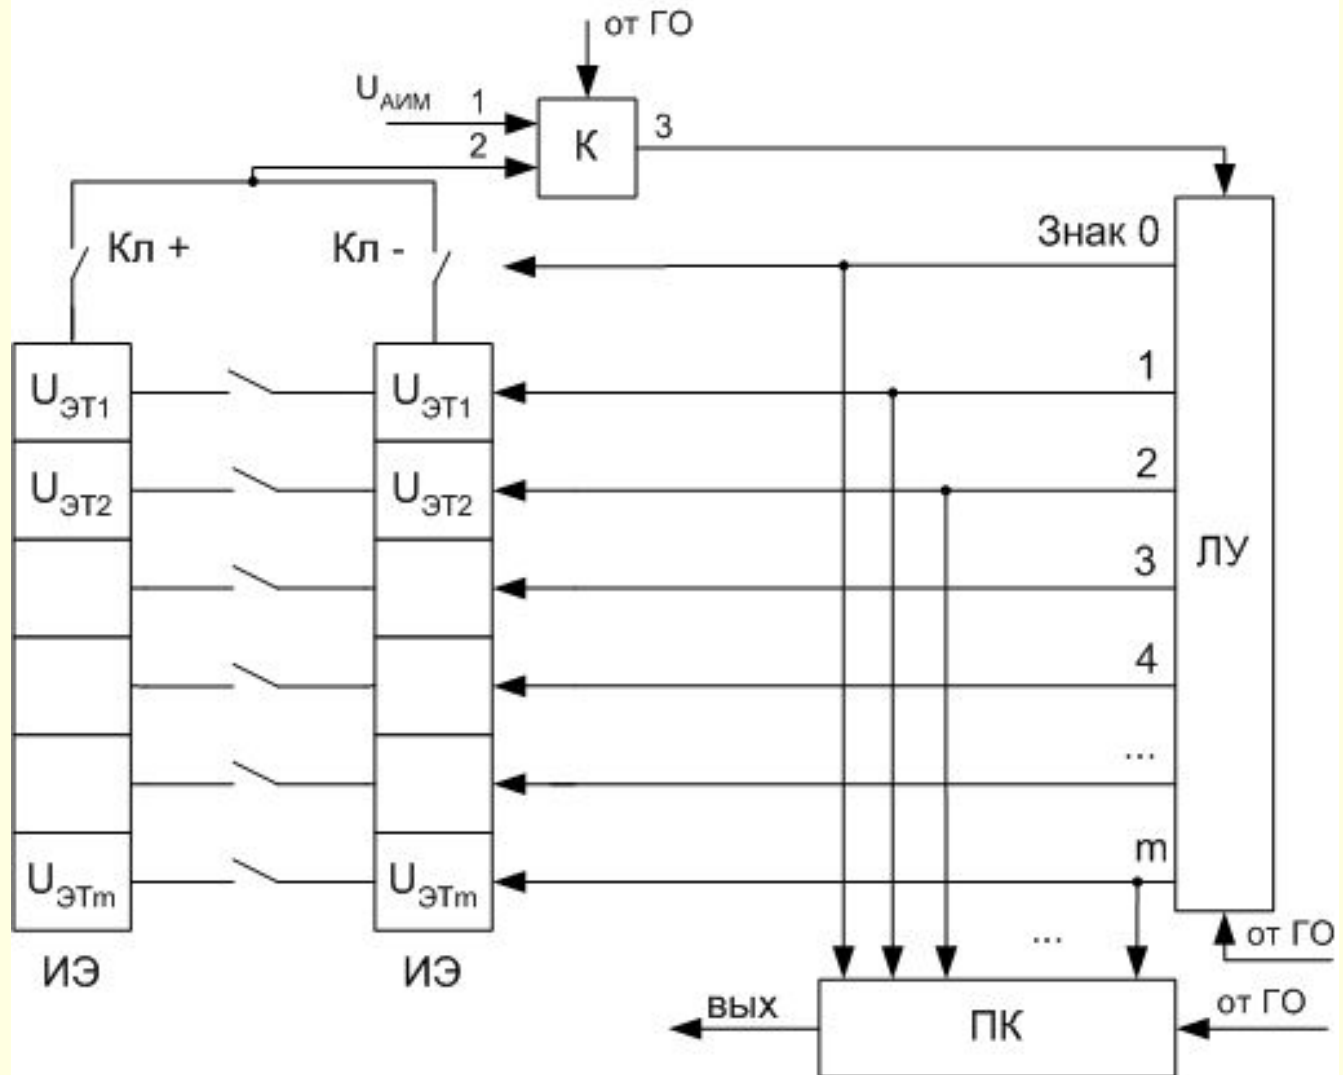 от ГО
UАИМ 1
2
К
3
Знак 0
Кл +
Кл -
1
UЭТ1
UЭТ1
2
UЭТ2
UЭТ2
3
ЛУ
4
...
m
UЭТm
UЭТm
...
от ГО
ИЭ
ИЭ
вых
ПК
от ГО